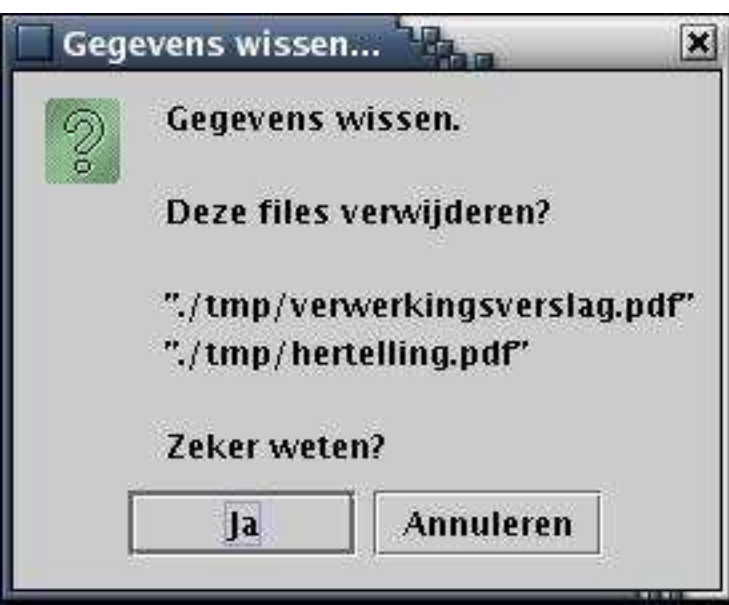 Gegevens wissen...
Gegevens wissen.
Deze files verwijderen?
"./tmp/verwerkingsverslag.pdf"
"./tmp/hertelling.pdf"
Zeker weten?
Ja
Annuleren